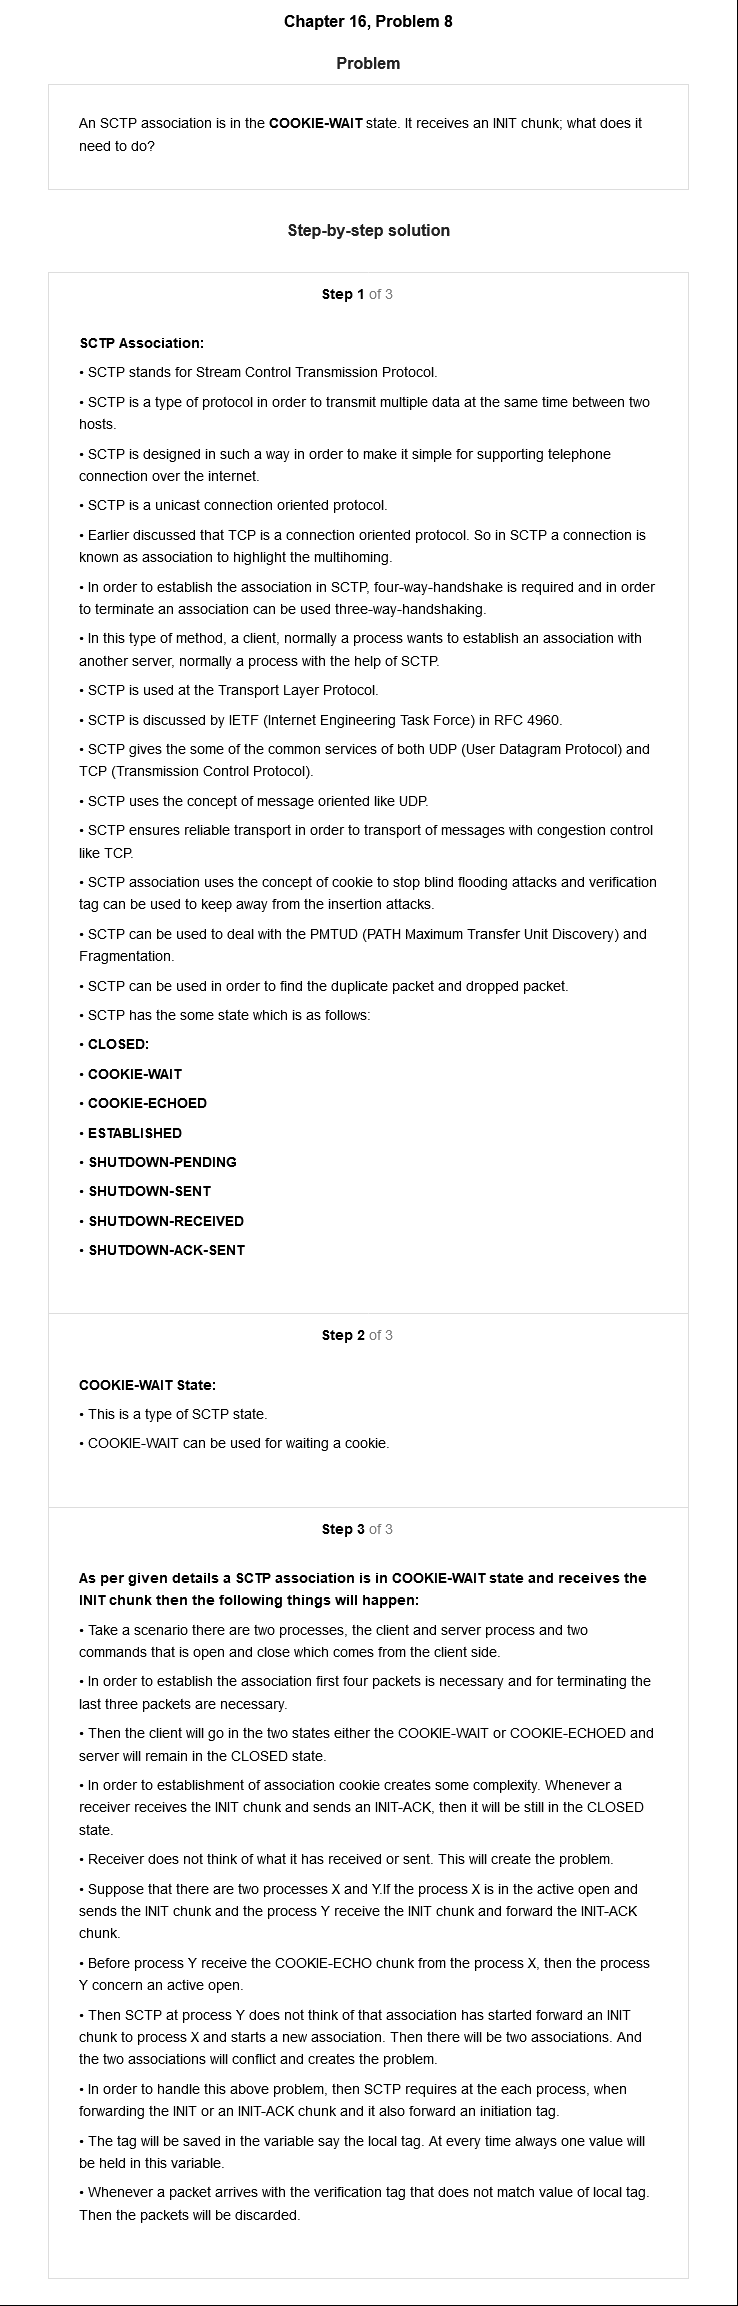 Chapter 16, Problem 8
Problem
An SCTP association is in the COOKIE-WAIT state. It receives an INIT chunk; what does it
need to do?
Step-by-step solution
Step 1 of 3
SCTP Association:
• SCTP stands for Stream Control Transmission Protocol.
• SCTP is a type of protocol in order to transmit multiple data at the same time between two
hosts.
• SCTP is designed in such a way in order to make it simple for supporting telephone
connection over the internet.
• SCTP is a unicast connection oriented protocol.
• Earlier discussed that TCP is a connection oriented protocol. So in SCTP a connection is
known as association to highlight the multihoming.
• In order to establish the association in SCTP, four-way-handshake is required and in order
to terminate an association can be used three-way-handshaking.
• In this type of method, a client, normally a process wants to establish an association with
another server, normally a process with the help of SCTP.
• SCTP is used at the Transport Layer Protocol.
• SCTP is discussed by IETF (Internet Engineering Task Force) in RFC 4960.
• SCTP gives the some of the common services of both UDP (User Datagram Protocol) and
TCP (Transmission Control Protocol).
• SCTP uses the concept of message oriented like UDP.
• SCTP ensures reliable transport in order to transport of messages with congestion control
like TCP.
• SCTP association uses the concept of cookie to stop blind flooding attacks and verification
tag can be used to keep away from the insertion attacks.
• SCTP can be used to deal with the PMTUD (PATH Maximum Transfer Unit Discovery) and
Fragmentation.
• SCTP can be used in order to find the duplicate packet and dropped packet.
• SCTP has the some state which is as follows:
• CLOSED:
• COOKIE-WAIT
• COOKIE-ECHOED
• ESTABLISHED
• SHUTDOWN-PENDING
• SHUTDOWN-SENT
• SHUTDOWN-RECEIVED
• SHUTDOWN-ACK-SENT
Step 2 of 3
COOKIE-WAIT State:
• This is a type of SCTP state.
• COOKIE-WAIT can be used for waiting a cookie.
Step 3 of 3
As per given details a SCTP association is in COOKIE-WAIT state and receives the
INIT chunk then the following things will happen:
• Take a scenario there are two processes, the client and server process and two
commands that is open and close which comes from the client side.
• In order to establish the association first four packets is necessary and for terminating the
last three packets are necessary.
• Then the client will go in the two states either the COOKIE-WAIT or COOKIE-ECHOED and
server will remain in the CLOSED state.
• In order to establishment of association cookie creates some complexity. Whenever a
receiver receives the INIT chunk and sends an INIT-ACK, then it will be still in the CLOSED
state.
• Receiver does not think of what it has received or sent. This will create the problem.
• Suppose that there are two processes X and Y.If the process X is in the active open and
sends the INIT chunk and the process Y receive the INIT chunk and forward the INIT-ACK
chunk.
• Before process Y receive the COOKIE-ECHO chunk from the process X, then the process
Y concern an active open.
• Then SCTP at process Y does not think of that association has started forward an INIT
chunk to process X and starts a new association. Then there will be two associations. And
the two associations will conflict and creates the problem.
• In order to handle this above problem, then SCTP requires at the each process, when
forwarding the INIT or an INIT-ACK chunk and it also forward an initiation tag.
• The tag will be saved in the variable say the local tag. At every time always one value will
be held in this variable.
• Whenever a packet arrives with the verification tag that does not match value of local tag.
Then the packets will be discarded.